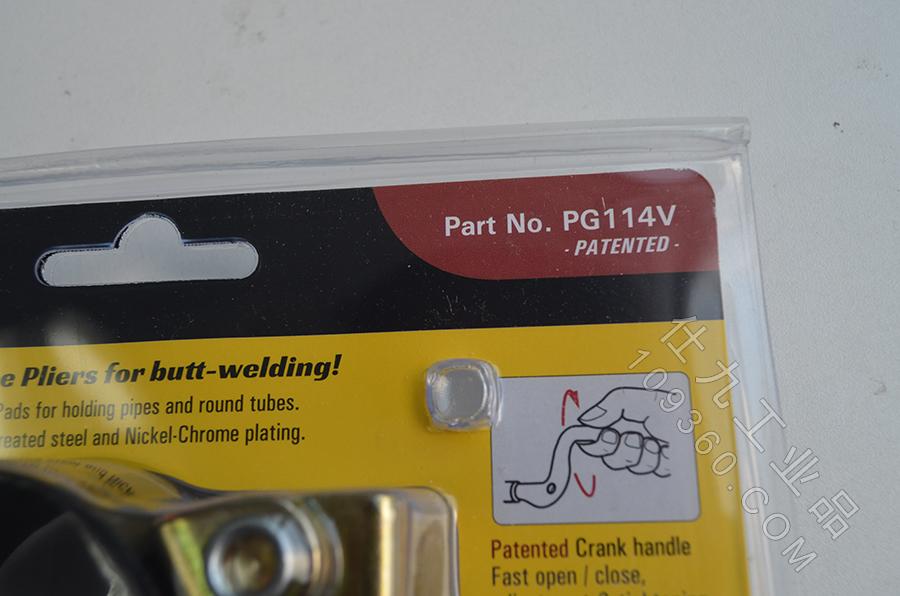 Part No. PG114V
- PATENTED -
e Pliers for butt-welding!
Pads for holding pipes and round tubes.
reated steel and Nickel-Chrome plating.
Patented Crank handle
Fast open / close,
仕九工业品
109360.COM